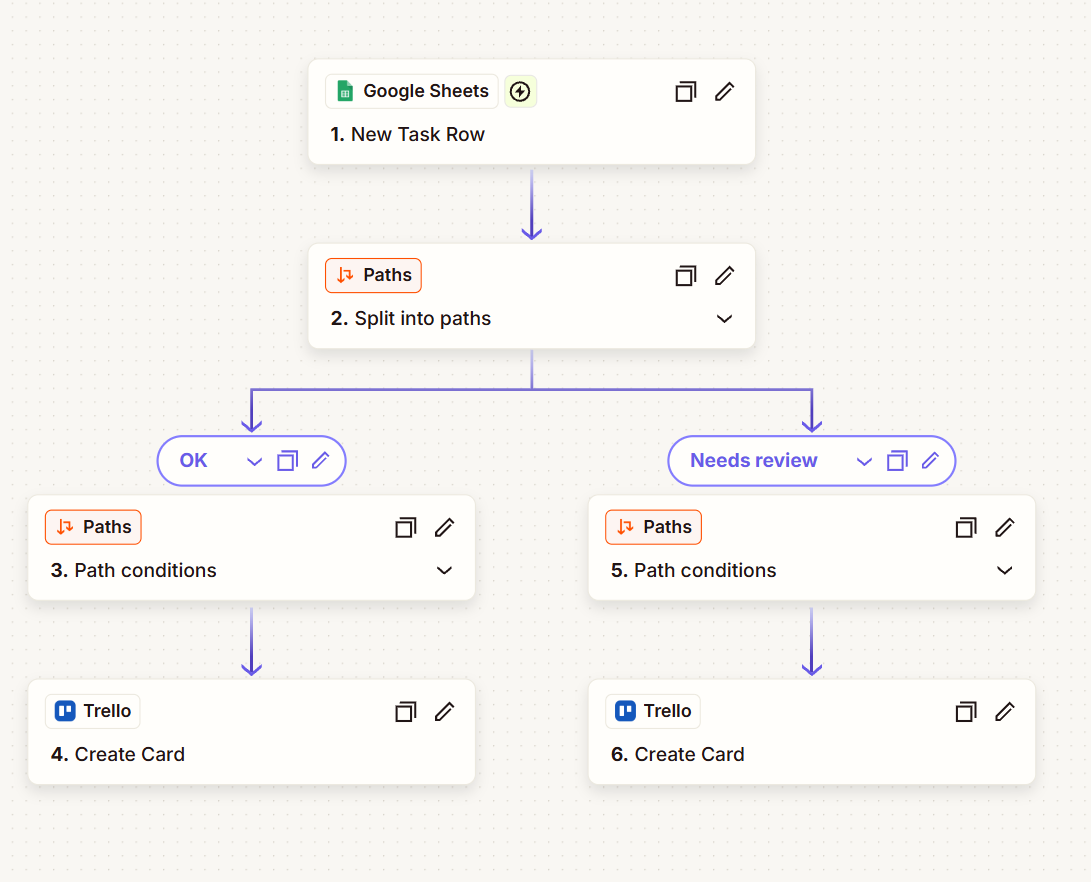 Google Sheets
1. New Task Row
Paths
2. Split into paths
OK
Needs review
Paths
3. Path conditions
Paths
5. Path conditions
Trello
4. Create Card
Trello
6. Create Card